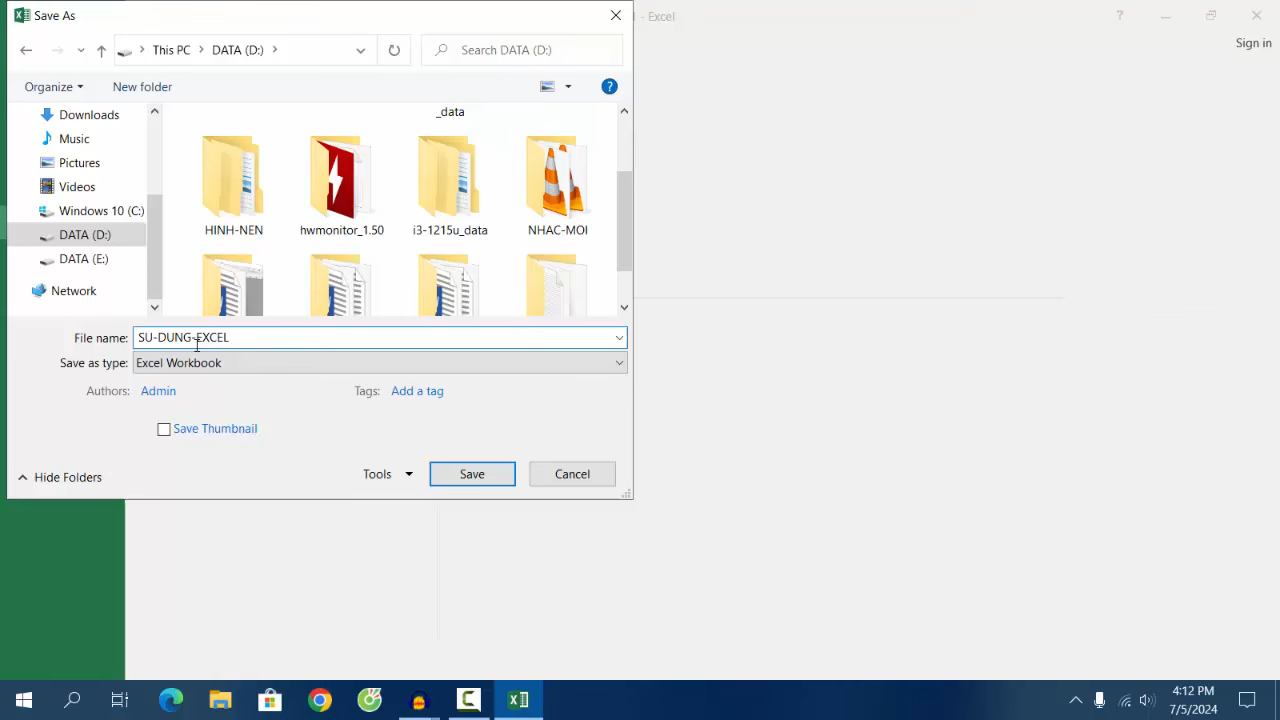 Save As
- Excel
Sign in
This PC
DATA (D:)
Search DATA (D:)
Organize
New folder
Downloads
Music
Pictures
Videos
Windows 10 (C:)
DATA (D:)
DATA (E:)
Network
_data
HINH-NEN
hwmonitor_1.50
i3-1215u_data
NHAC-MOI
File name: SU-DUNG-EXCEL
Save as type: Excel Workbook
Authors: Admin
Tags: Add a tag
Save Thumbnail
Hide Folders
Tools
Save
Cancel
4:12 PM
7/5/2024